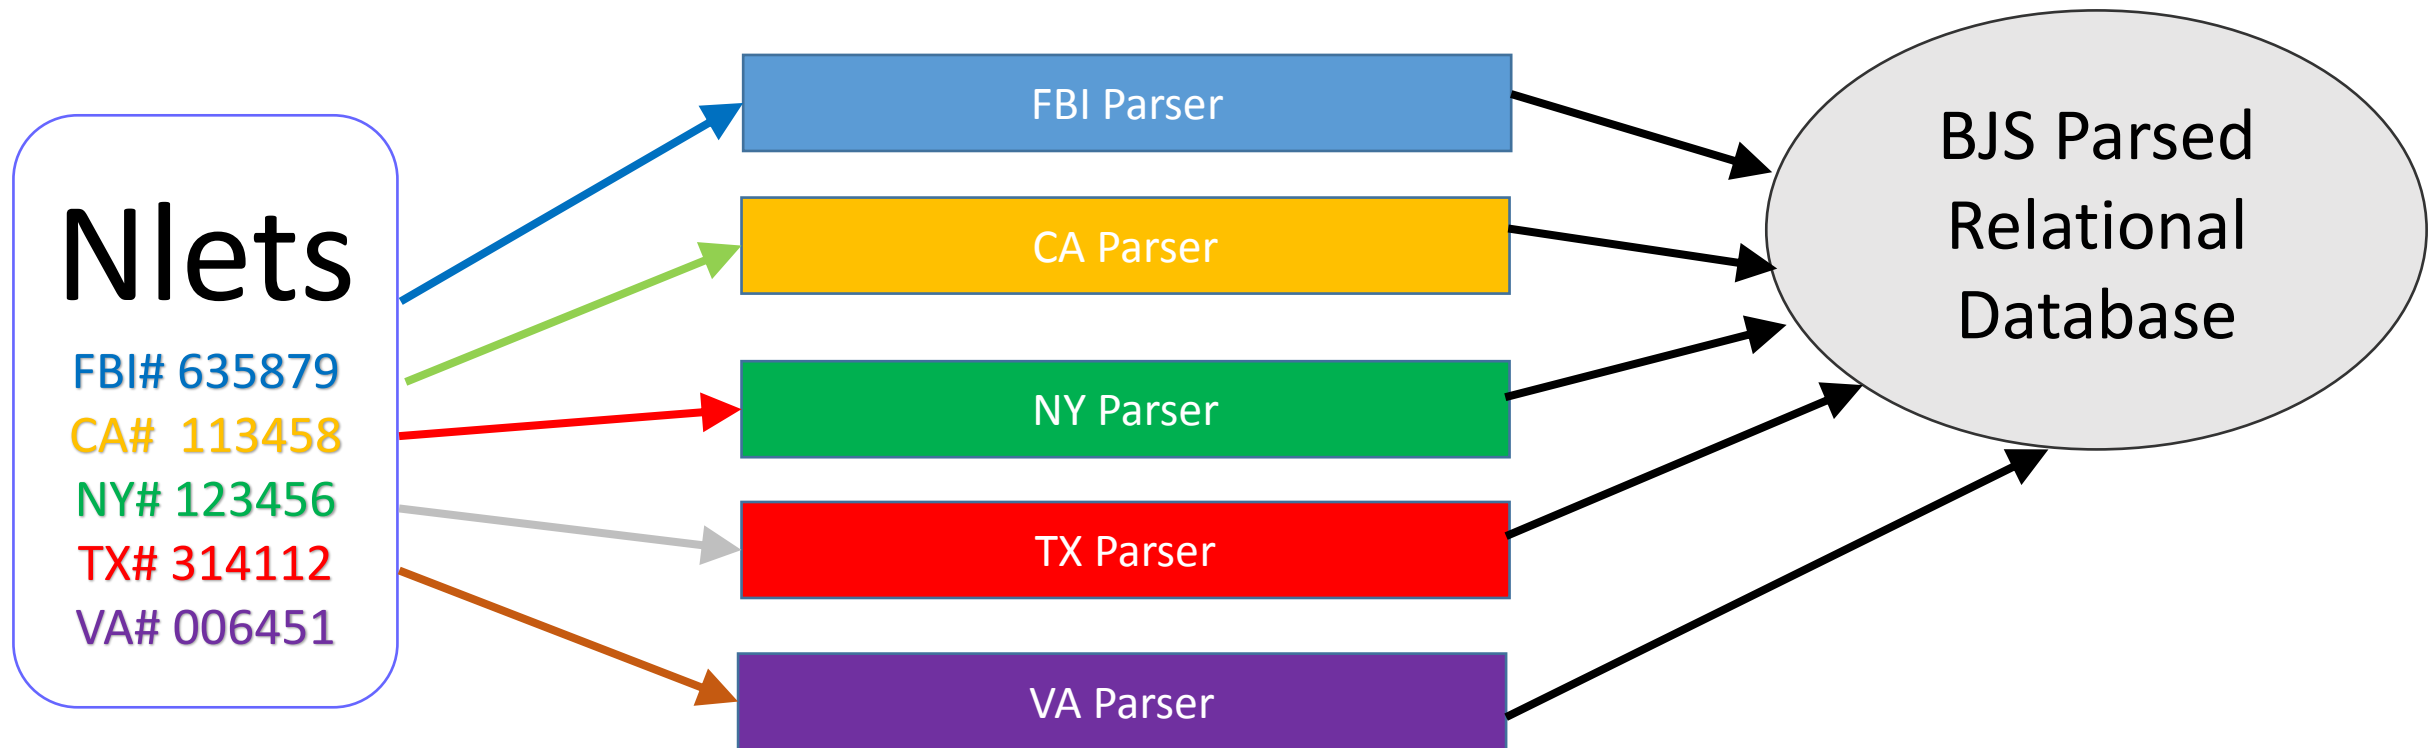 Nlets
FBI# 635879
CA# 113458
NY# 123456
TX# 314112
VA# 006451
FBI Parser
CA Parser
NY Parser
TX Parser
VA Parser
BJS Parsed
Relational
Database